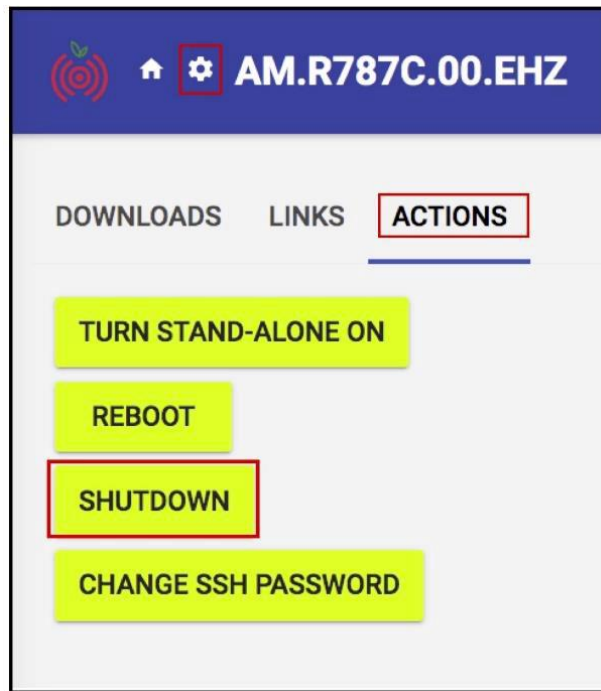 AM.R787C.00.EHZ
DOWNLOADS LINKS ACTIONS
TURN STAND-ALONE ON
REBOOT
SHUTDOWN
CHANGE SSH PASSWORD